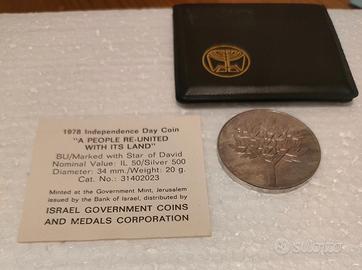 1978 Independence Day Coin
"A PEOPLE RE-UNITED
WITH ITS LAND"
BU/Marked with Star of David
Nominal Value: IL 50/Silver 500
Diameter: 34 mm./Weight: 20 g.
Cat. No.: 31402023
Minted at the Government Mint, Jerusalem
issued by the Bank of Israel, distributed by
ISRAEL GOVERNMENT COINS
AND MEDALS CORPORATION
subito